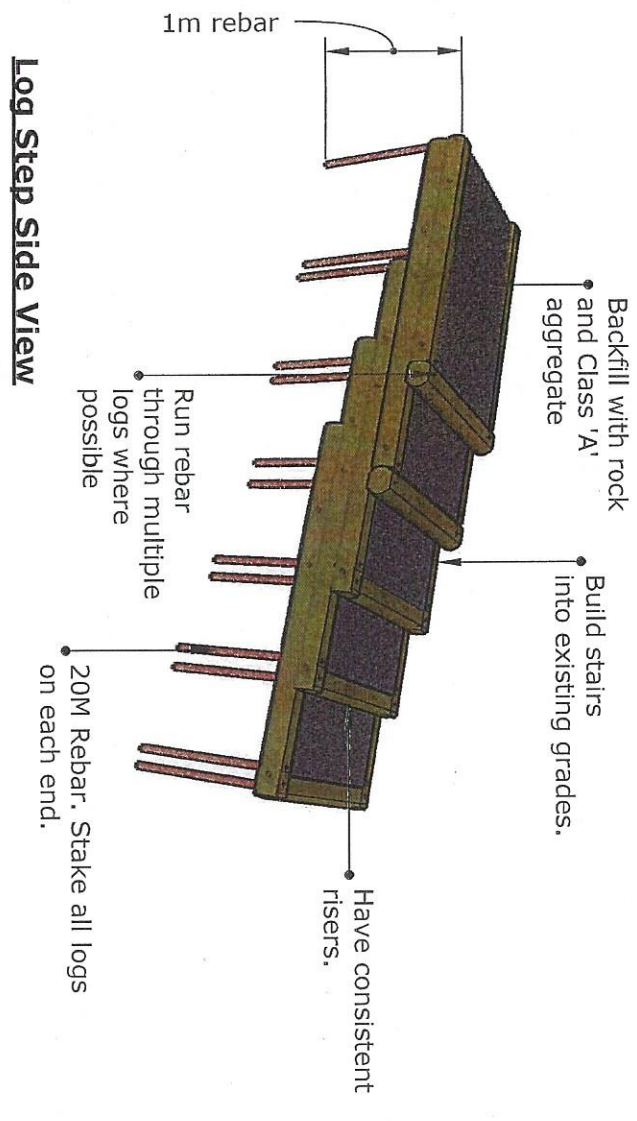 1m rebar
Backfill with rock
and Class 'A'
aggregate
Build stairs
into existing grades.
Have consistent
risers.
Run rebar
through multiple
logs where
possible
20M Rebar. Stake all logs
on each end.
Log Step Side View